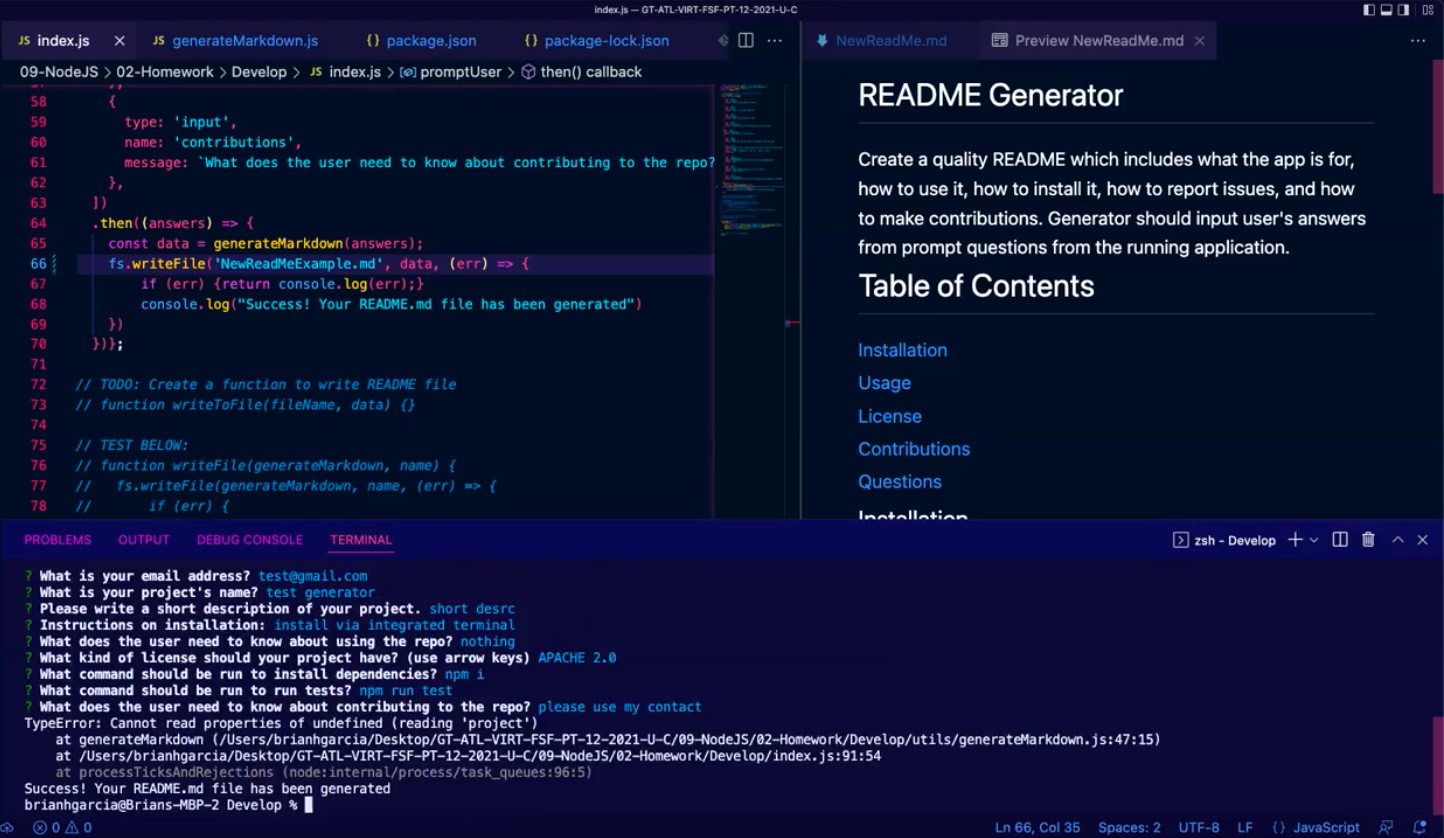 index.js — GT-ATL-VIRT-FSF-PT-12-2021-U-C
JS index.js
JS generateMarkdown.js
{} package.json
{} package-lock.json
NewReadMe.md
Preview NewReadMe.md
09-NodeJS > 02-Homework > Develop > JS index.js > promptUser > then() callback
58 {
59 type: 'input',
60 name: 'contributions',
61 message: `What does the user need to know about contributing to the repo?
62 },
63 ])
64 .then((answers) => {
65 const data = generateMarkdown(answers);
66 fs.writeFile('NewReadMeExample.md', data, (err) => {
67 if (err) {return console.log(err);}
68 console.log("Success! Your README.md file has been generated")
69 })
70 })};
71
72 // TODO: Create a function to write README file
73 // function writeToFile(fileName, data) {}
74
75 // TEST BELOW:
76 // function writeFile(generateMarkdown, name) {
77 // fs.writeFile(generateMarkdown, name, (err) => {
78 // if (err) {
README Generator
Create a quality README which includes what the app is for,
how to use it, how to install it, how to report issues, and how
to make contributions. Generator should input user's answers
from prompt questions from the running application.
Table of Contents
Installation
Usage
License
Contributions
Questions
Installation
PROBLEMS OUTPUT DEBUG CONSOLE TERMINAL
zsh - Develop
? What is your email address? test@gmail.com
? What is your project's name? test generator
? Please write a short description of your project. short desrc
? Instructions on installation: install via integrated terminal
? What does the user need to know about using the repo? nothing
? What kind of license should your project have? (use arrow keys) APACHE 2.0
? What command should be run to install dependencies? npm i
? What command should be run to run tests? npm run test
? What does the user need to know about contributing to the repo? please use my contact
TypeError: Cannot read properties of undefined (reading 'project')
at generateMarkdown (/Users/brianhgarcia/Desktop/GT-ATL-VIRT-FSF-PT-12-2021-U-C/09-NodeJS/02-Homework/Develop/utils/generateMarkdown.js:47:15)
at /Users/brianhgarcia/Desktop/GT-ATL-VIRT-FSF-PT-12-2021-U-C/09-NodeJS/02-Homework/Develop/index.js:91:54
at processTicksAndRejections (node:internal/process/task_queues:96:5)
Success! Your README.md file has been generated
brianhgarcia@Brians-MBP-2 Develop %
0 0
Ln 66, Col 35 Spaces: 2 UTF-8 LF {} JavaScript